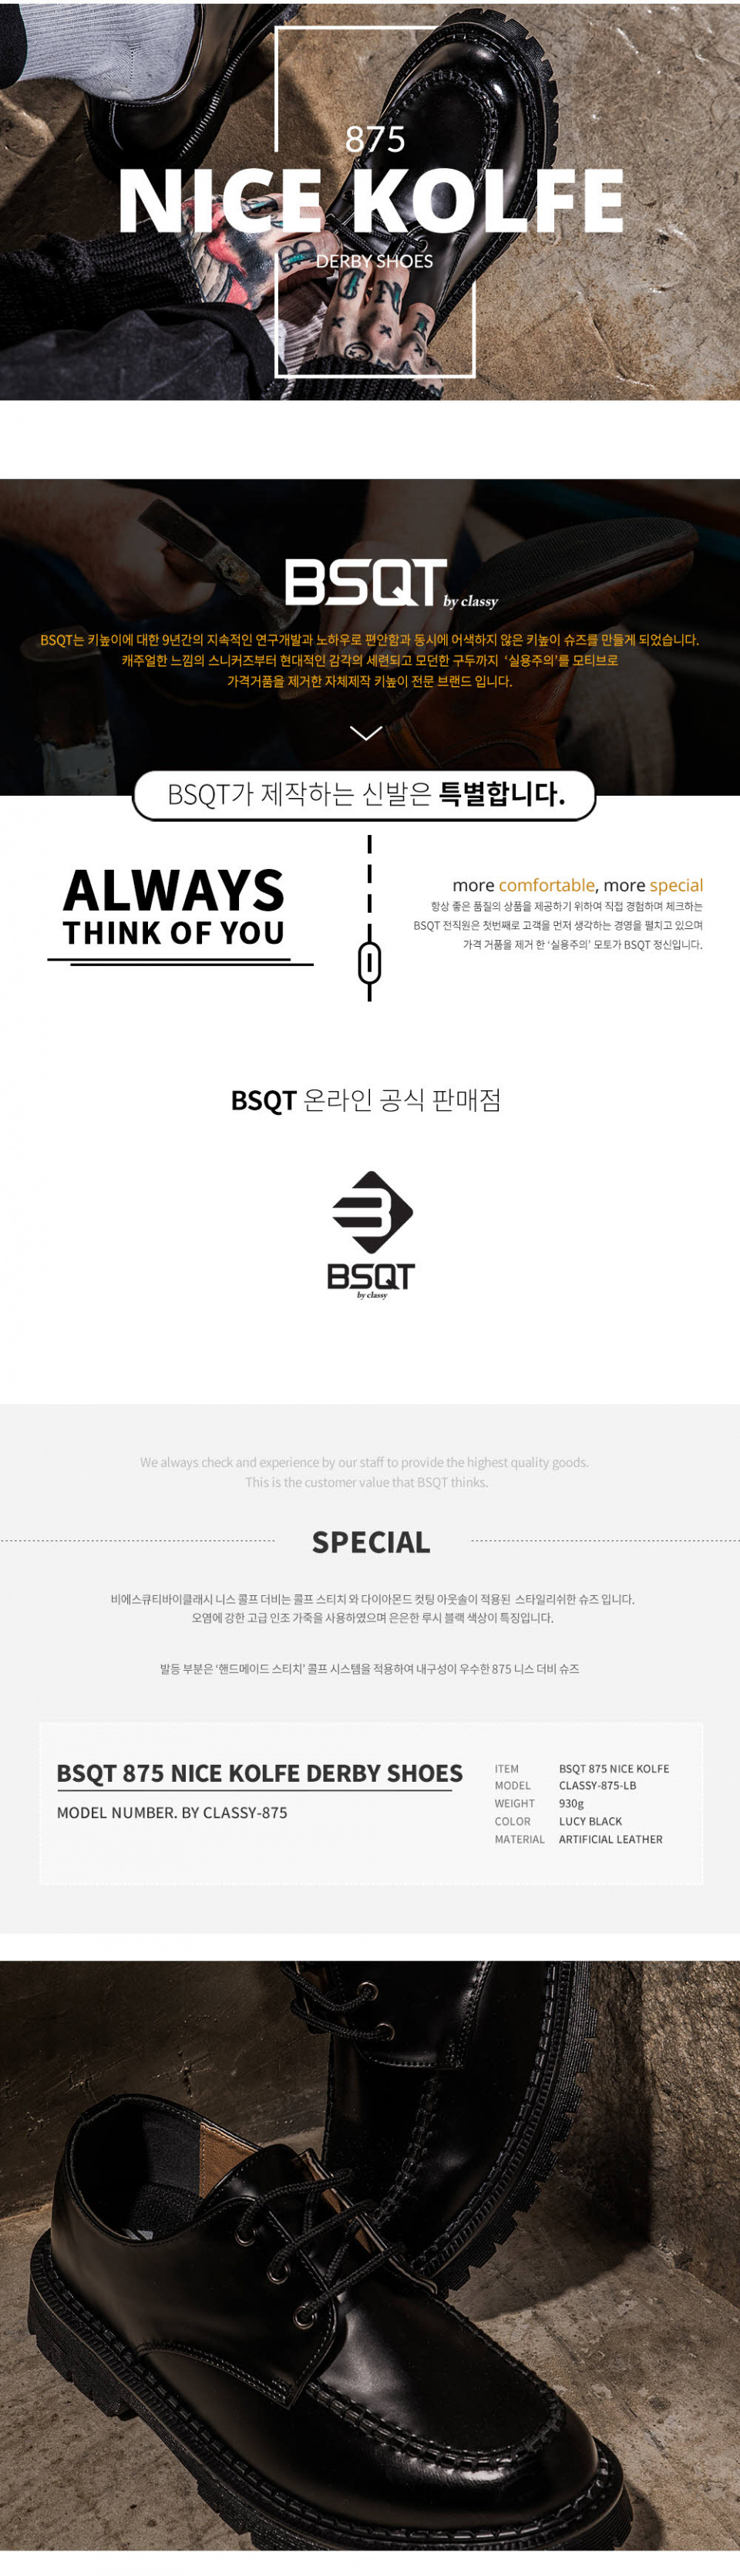 875
NICE KOLFE
DERBY SHOES
BSQT by classy
BSQT는 키높이에 대한 9년간의 지속적인 연구개발과 노하우로 편안함과 동시에 어색하지 않은 키높이 슈즈를 만들게 되었습니다.
캐주얼한 느낌의 스니커즈부터 현대적인 감각의 세련되고 모던한 구두까지 '실용주의'를 모티브로
가격거품을 제거한 자체제작 키높이 전문 브랜드 입니다.
BSQT가 제작하는 신발은 특별합니다.
ALWAYS
THINK OF YOU
more comfortable, more special
항상 좋은 품질의 상품을 제공하기 위하여 직접 경험하며 체크하는
BSQT 전직원은 첫번째로 고객을 먼저 생각하는 경영을 펼치고 있으며
가격 거품을 제거 한 '실용주의' 모토가 BSQT 정신입니다.
BSQT 온라인 공식 판매점
BSQT
by classy
We always check and experience by our staff to provide the highest quality goods.
This is the customer value that BSQT thinks.
SPECIAL
비에스큐티바이클래시 니스 콜프 더비는 콜프 스티치 와 다이아몬드 컷팅 아웃솔이 적용된 스타일리쉬한 슈즈 입니다.
오염에 강한 고급 인조 가죽을 사용하였으며 은은한 루시 블랙 색상이 특징입니다.
발등 부분은 '핸드메이드 스티치' 콜프 시스템을 적용하여 내구성이 우수한 875 니스 더비 슈즈
BSQT 875 NICE KOLFE DERBY SHOES
MODEL NUMBER. BY CLASSY-875
ITEM BSQT 875 NICE KOLFE
MODEL CLASSY-875-LB
WEIGHT 930g
COLOR LUCY BLACK
MATERIAL ARTIFICIAL LEATHER